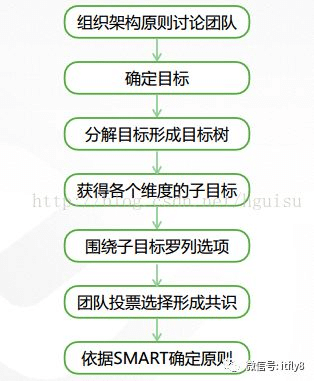 组织架构原则讨论团队
确定目标
分解目标形成目标树
获得各个维度的子目标
http://blog.csdn.net/hguisu
围绕子目标罗列选项
团队投票选择形成共识
依据SMART确定原则
微信号: itfly8